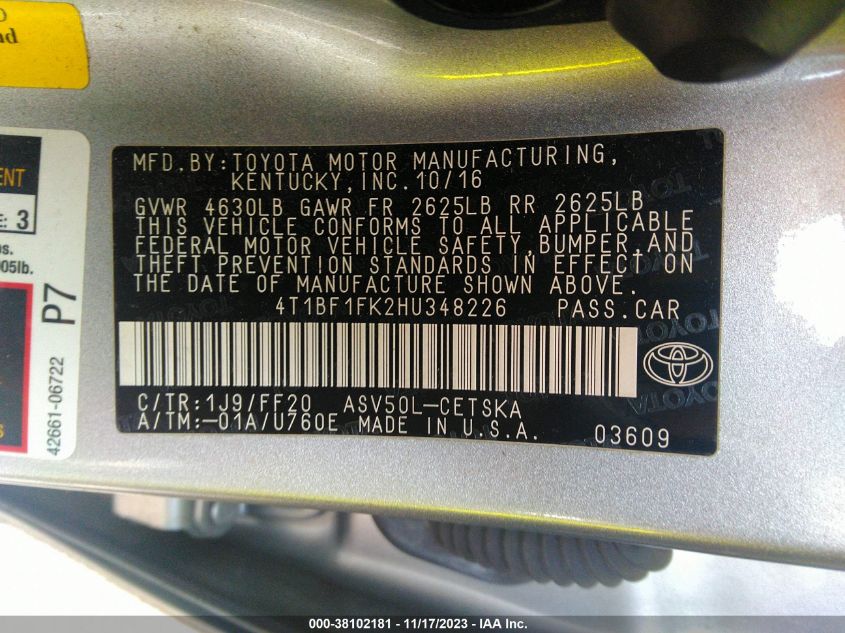 ENT
E: 3
05lb.
P7
42661-06722
MFD. BY: TOYOTA MOTOR MANUFACTURING,
KENTUCKY, INC. 10/16
GVWR 4630LB GAWR FR 2625LB RR 2625LB
THIS VEHICLE CONFORMS TO ALL APPLICABLE
FEDERAL MOTOR VEHICLE SAFETY, BUMPER, AND
THEFT PREVENTION STANDARDS IN EFFECT ON
THE DATE OF MANUFACTURE SHOWN ABOVE.
4T1BF1FK2HU348226 PASS. CAR
C/TR: 1J9/FF20 ASV50L-CETSKA
A/TM: -01A/U760E MADE IN U.S.A. 03609
000-38102181 - 11/17/2023 - IAA Inc.